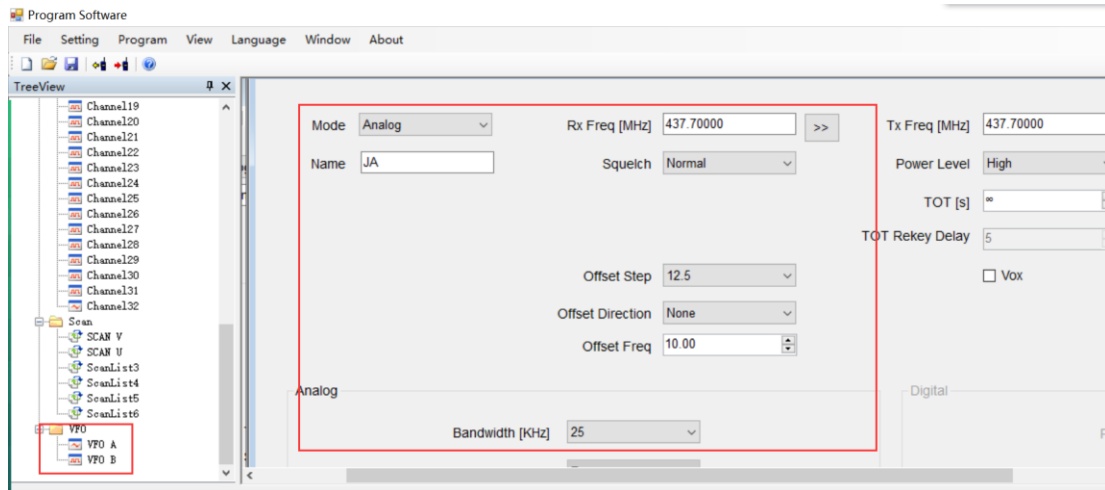 Program Software
File Setting Program View Language Window About
TreeView
Channel19
Channel20
Channel21
Channel22
Channel23
Channel24
Channel25
Channel26
Channel27
Channel28
Channel29
Channel30
Channel31
Channel32
Scan
SCAN V
SCAN U
ScanList3
ScanList4
ScanList5
ScanList6
VFO
VFO A
VFO B
Mode Analog Rx Freq [MHz] 437.70000 >> Tx Freq [MHz] 437.70000
Name JA Squelch Normal Power Level High
TOT [s] ∞
TOT Rekey Delay 5
Offset Step 12.5 Vox
Offset Direction None
Offset Freq 10.00
Analog Digital
Bandwidth [KHz] 25